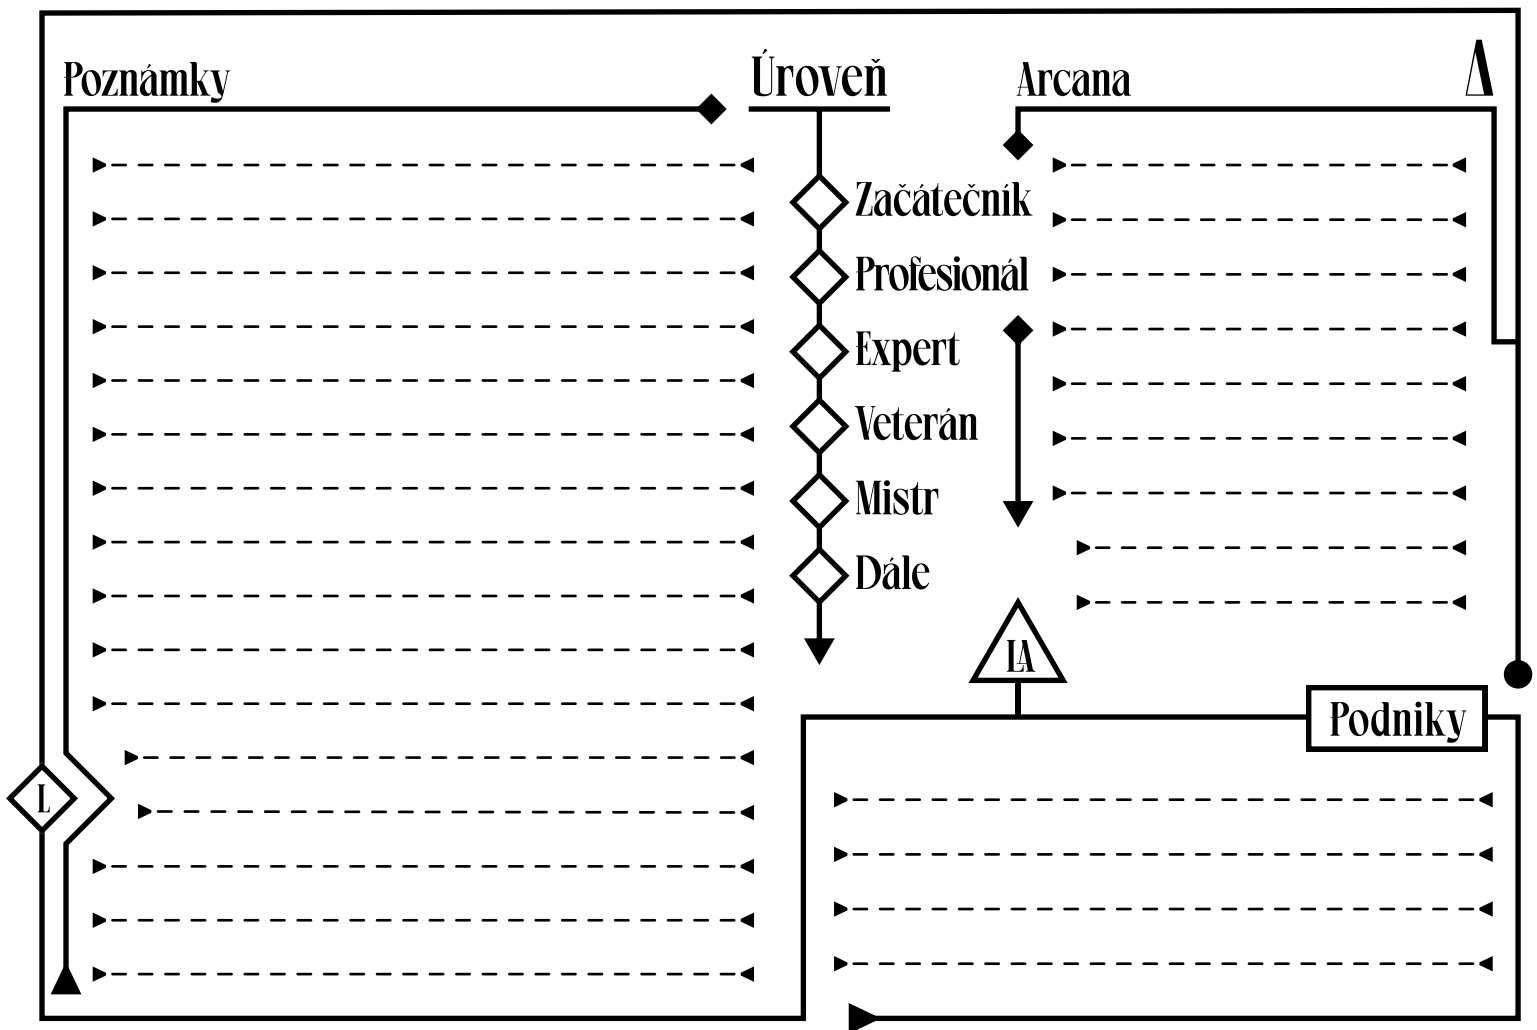 Poznámky
Úroveň
Začátečník
Profesionál
Expert
Veterán
Mistr
Dále
Arcana
Δ
LA
L
Podniky